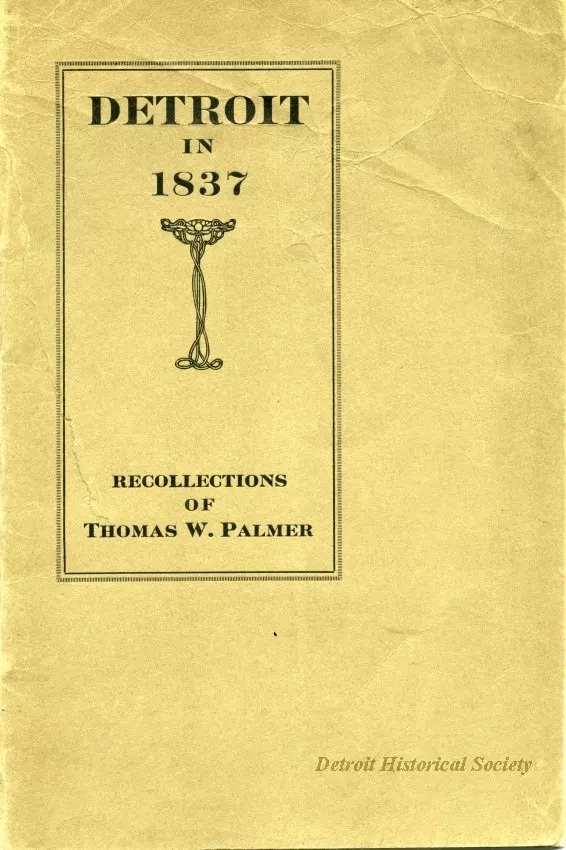 DETROIT
IN
1837
RECOLLECTIONS
OF
THOMAS W. PALMER
Detroit Historical Society